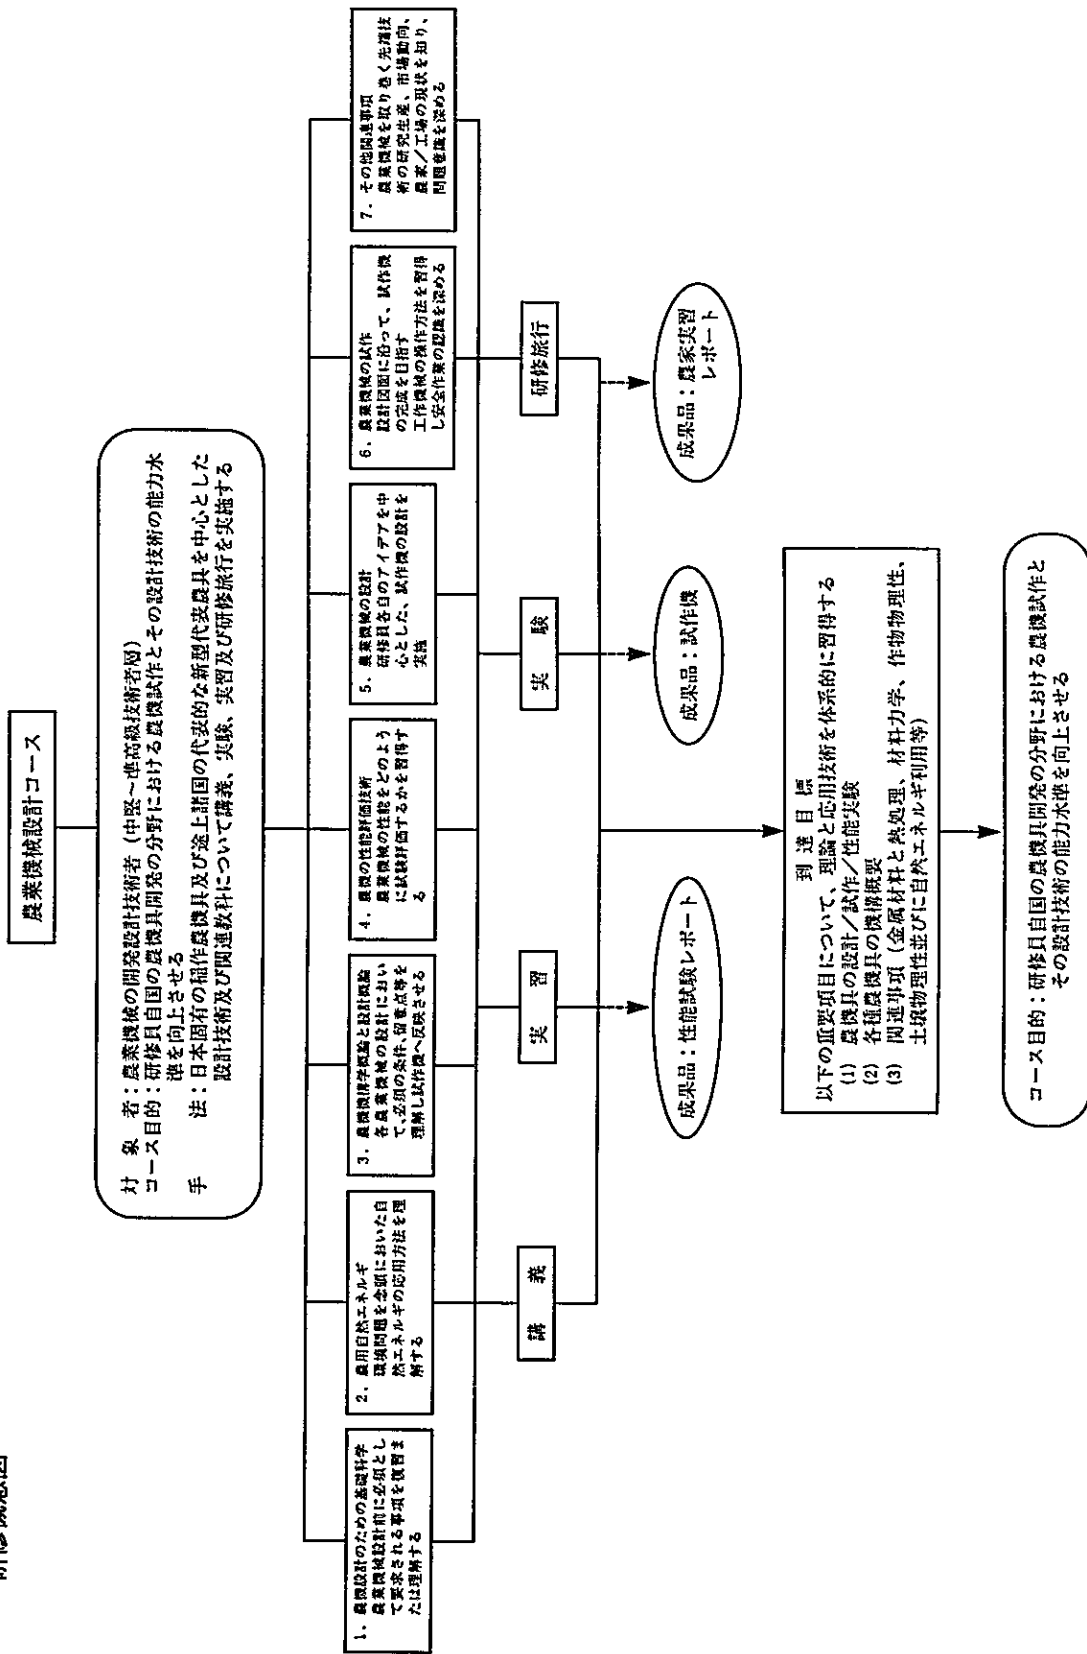 研修概念図
農業機械設計コース
対象者：農業機械の開発設計技術者（中堅～準高級技術者層）
コース目的：研修員自国の農機具開発の分野における農機試作とその設計技術の能力水
準を向上させる
手法：日本固有の稲作農機具及び途上諸国の代表的な新型代表農具を中心とした
設計技術及び関連教科について講義、実験、実習及び研修旅行を実施する
1. 農機設計のための基礎科学
農業機械設計前に必須とし
て要求される事項を復習ま
たは理解する
2. 農用自然エネルギ
環境問題を念頭においた自
然エネルギの応用方法を理
解する
3. 農機機構学概論と設計概論
各農業機械の設計におい
て、必須の条件、留意点等を
理解し試作機へ反映させる
4. 農機の性能評価技術
農業機械の性能をどのよう
に試験評価するかを習得す
る
5. 農業機械の設計
研修員各自のアイデアを中
心とした、試作機の設計を
実施
6. 農業機械の試作
設計図面に沿って、試作機
の完成を目指す
工作機械の操作方法を習得
し安全作業の認識を深める
7. その他関連事項
農業機械を取り巻く先端技
術の研究生産、市場動向、
農家／工場の現状を知り、
問題意識を深める
講義
実習
実験
研修旅行
成果品：性能試験レポート
成果品：試作機
成果品：農家実習
レポート
到達目標
以下の重要項目について、理論と応用技術を体系的に習得する
(1) 農機具の設計／試作／性能実験
(2) 各種農機具の機構概要
(3) 関連事項（金属材料と熱処理、材料力学、作物物理性、
土壌物理性並びに自然エネルギ利用等）
コース目的：研修員自国の農機具開発の分野における農機試作と
その設計技術の能力水準を向上させる